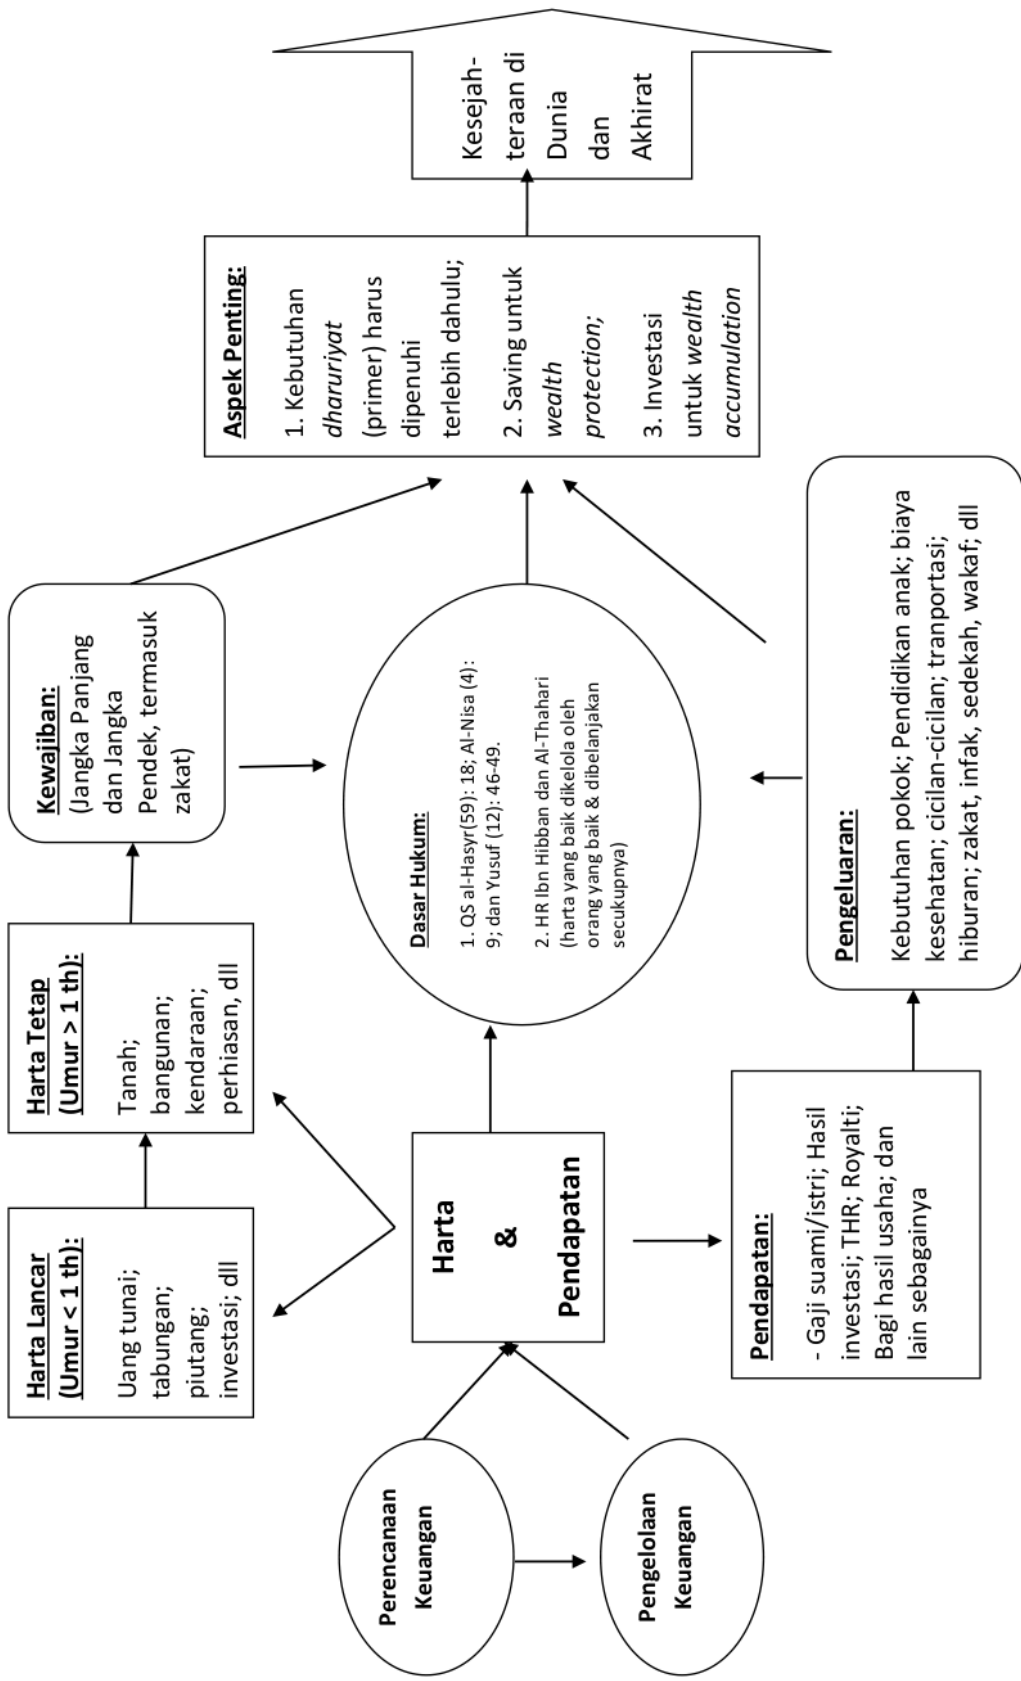 Perencanaan
Keuangan
Pengelolaan
Keuangan
Harta
&
Pendapatan
Harta Lancar
(Umur < 1 th):
Uang tunai;
tabungan;
piutang;
investasi; dll
Harta Tetap
(Umur > 1 th):
Tanah;
bangunan;
kendaraan;
perhiasan, dll
Kewajiban:
(Jangka Panjang
dan Jangka
Pendek, termasuk
zakat)
Dasar Hukum:
1. QS al-Hasyr(59): 18; Al-Nisa (4):
9; dan Yusuf (12): 46-49.
2. HR Ibn Hibban dan Al-Thahari
(harta yang baik dikelola oleh
orang yang baik & dibelanjakan
secukupnya)
Pendapatan:
- Gaji suami/istri; Hasil
investasi; THR; Royalti;
Bagi hasil usaha; dan
lain sebagainya
Pengeluaran:
Kebutuhan pokok; Pendidikan anak; biaya
kesehatan; cicilan-cicilan; tranportasi;
hiburan; zakat, infak, sedekah, wakaf; dll
Aspek Penting:
1. Kebutuhan
dharuriyat
(primer) harus
dipenuhi
terlebih dahulu;
2. Saving untuk
wealth
protection;
3. Investasi
untuk wealth
accumulation
Kesejah-
teraan di
Dunia
dan
Akhirat